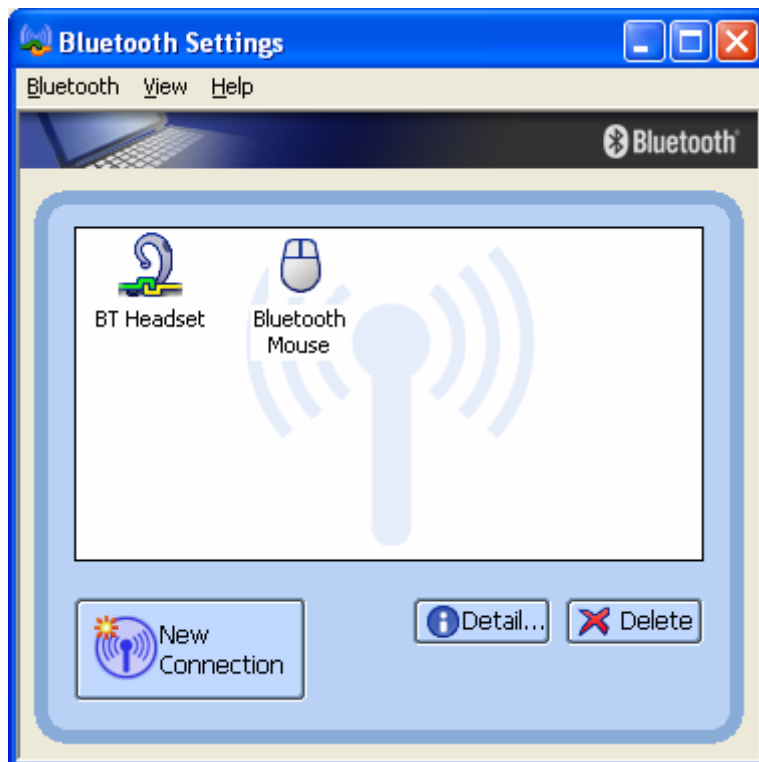 Bluetooth Settings
Bluetooth View Help
Bluetooth
BT Headset
Bluetooth
Mouse
New
Connection
Detail...
Delete